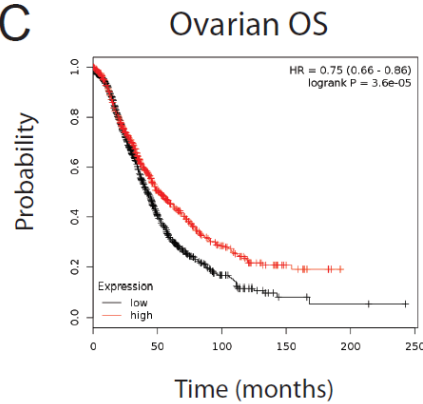 C
Ovarian OS
HR = 0.75 (0.66 - 0.86)
logrank P = 3.6e-05
Probability
1.0
0.8
0.6
0.4
0.2
0.0
Expression
low
high
0
50
100
150
200
250
Time (months)